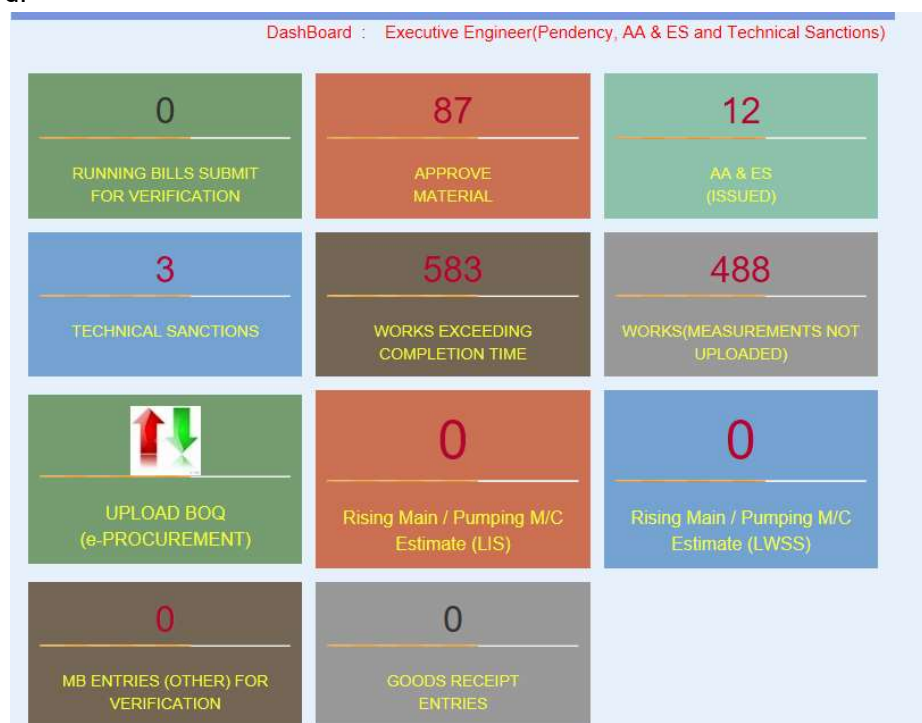 DashBoard : Executive Engineer(Pendency, AA & ES and Technical Sanctions)
0
RUNNING BILLS SUBMIT
FOR VERIFICATION
87
APPROVE
MATERIAL
12
AA & ES
(ISSUED)
3
TECHNICAL SANCTIONS
583
WORKS EXCEEDING
COMPLETION TIME
488
WORKS(MEASUREMENTS NOT
UPLOADED)
UPLOAD BOQ
(e-PROCUREMENT)
0
Rising Main / Pumping M/C
Estimate (LIS)
0
Rising Main / Pumping M/C
Estimate (LWSS)
0
MB ENTRIES (OTHER) FOR
VERIFICATION
0
GOODS RECEIPT
ENTRIES